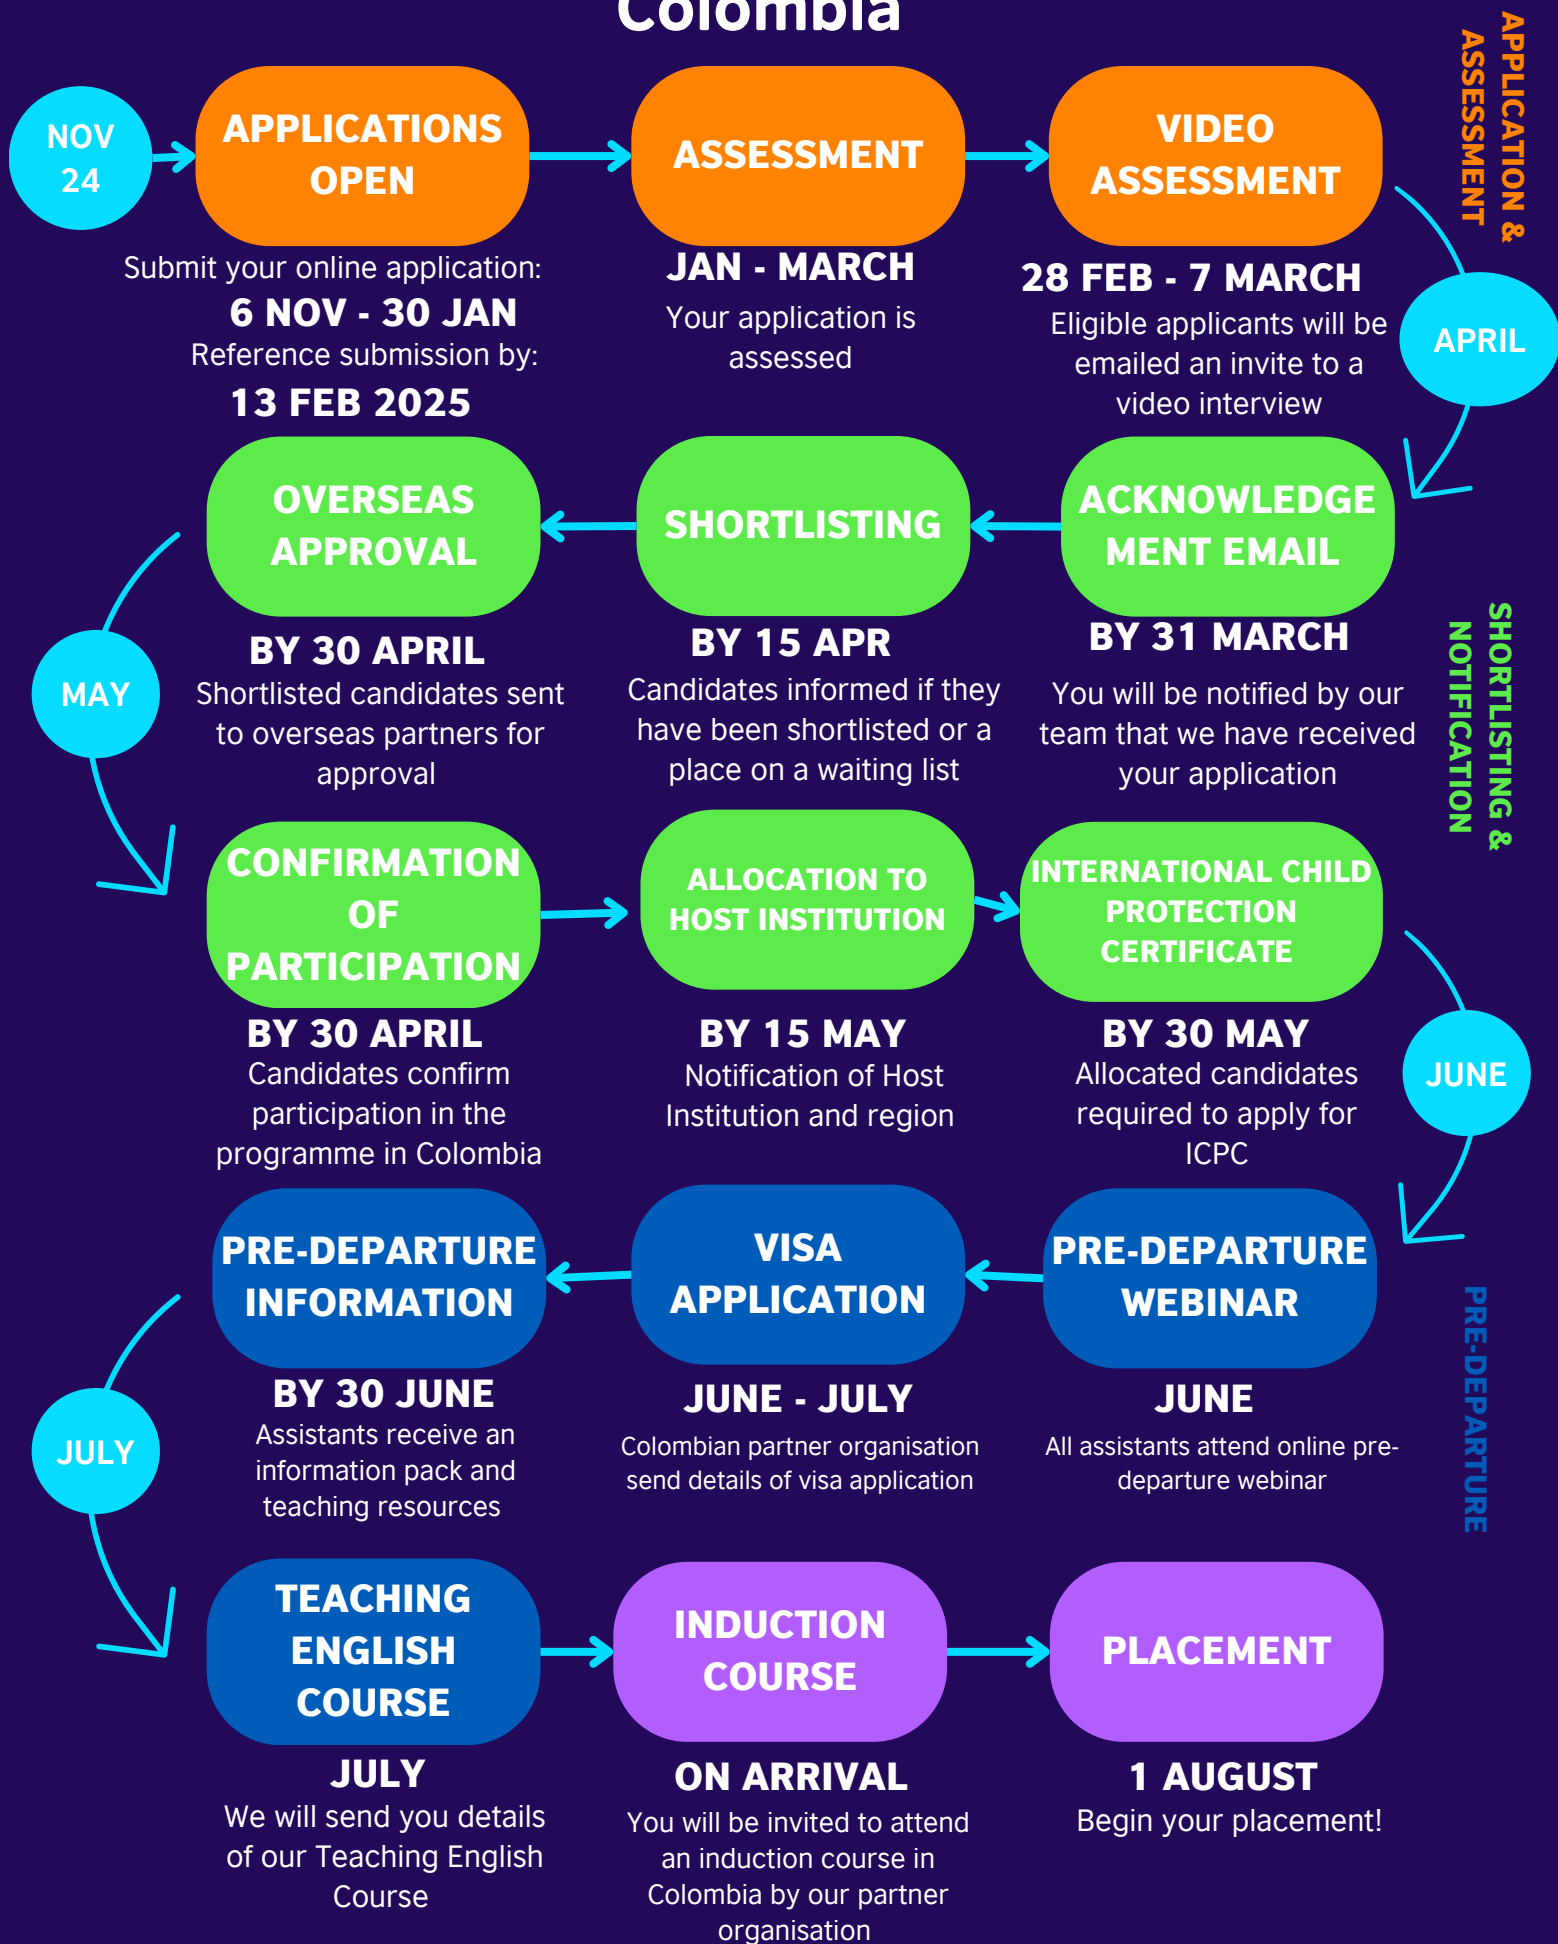 Colombia
NOV
24
APPLICATIONS
OPEN
ASSESSMENT
VIDEO
ASSESSMENT
APPLICATION &
ASSESSMENT
Submit your online application:
6 NOV - 30 JAN
Reference submission by:
13 FEB 2025
JAN - MARCH
Your application is
assessed
28 FEB - 7 MARCH
Eligible applicants will be
emailed an invite to a
video interview
APRIL
ACKNOWLEDGE
MENT EMAIL
BY 31 MARCH
You will be notified by our
team that we have received
your application
SHORTLISTING
BY 15 APR
Candidates informed if they
have been shortlisted or a
place on a waiting list
OVERSEAS
APPROVAL
BY 30 APRIL
Shortlisted candidates sent
to overseas partners for
approval
SHORTLISTING &
NOTIFICATION
MAY
CONFIRMATION
OF
PARTICIPATION
BY 30 APRIL
Candidates confirm
participation in the
programme in Colombia
ALLOCATION TO
HOST INSTITUTION
BY 15 MAY
Notification of Host
Institution and region
INTERNATIONAL CHILD
PROTECTION
CERTIFICATE
BY 30 MAY
Allocated candidates
required to apply for
ICPC
JUNE
PRE-DEPARTURE
WEBINAR
JUNE
All assistants attend online pre-
departure webinar
VISA
APPLICATION
JUNE - JULY
Colombian partner organisation
send details of visa application
PRE-DEPARTURE
INFORMATION
BY 30 JUNE
Assistants receive an
information pack and
teaching resources
PRE-DEPARTURE
JULY
TEACHING
ENGLISH
COURSE
JULY
We will send you details
of our Teaching English
Course
INDUCTION
COURSE
ON ARRIVAL
You will be invited to attend
an induction course in
Colombia by our partner
organisation
PLACEMENT
1 AUGUST
Begin your placement!